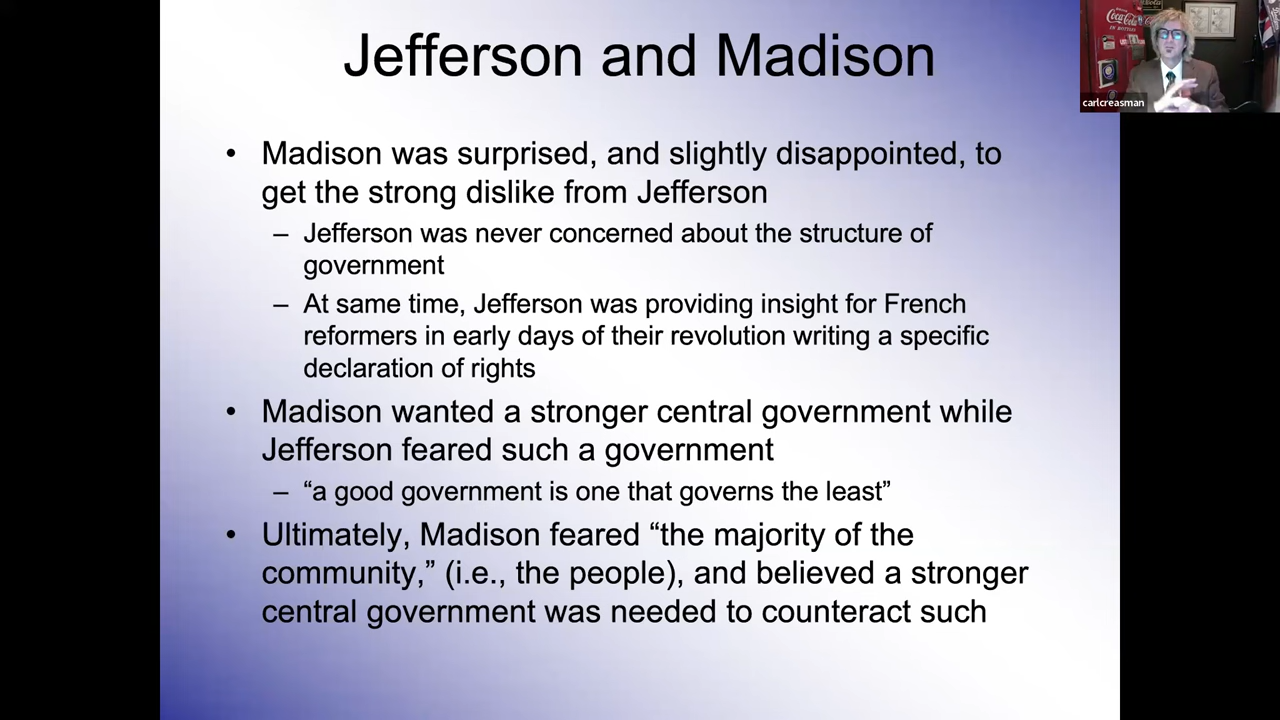 Jefferson and Madison
Coca-Cola
IN BOTTLES
carlcreasman
• Madison was surprised, and slightly disappointed, to
get the strong dislike from Jefferson
– Jefferson was never concerned about the structure of
government
– At same time, Jefferson was providing insight for French
reformers in early days of their revolution writing a specific
declaration of rights
• Madison wanted a stronger central government while
Jefferson feared such a government
– “a good government is one that governs the least”
• Ultimately, Madison feared “the majority of the
community,” (i.e., the people), and believed a stronger
central government was needed to counteract such